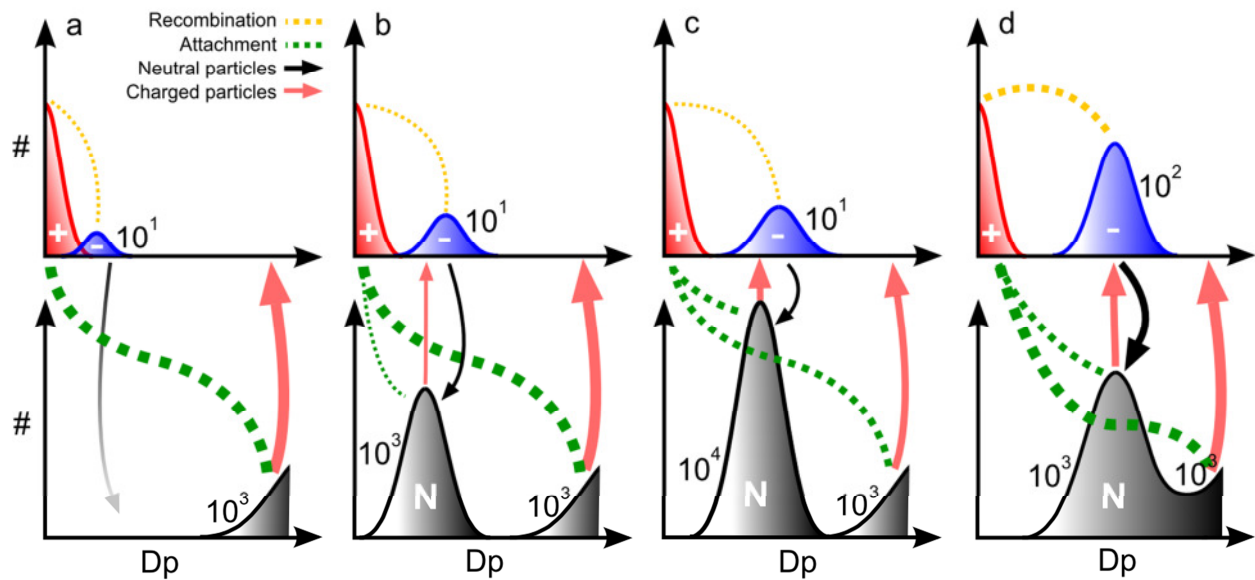 a
b
c
d
Recombination
Attachment
Neutral particles
Charged particles
#
+
-
10¹
+
-
10¹
+
-
10¹
+
-
10²
#
10³
10³
N
10³
10⁴
N
10³
10³
N
10³
Dp
Dp
Dp
Dp